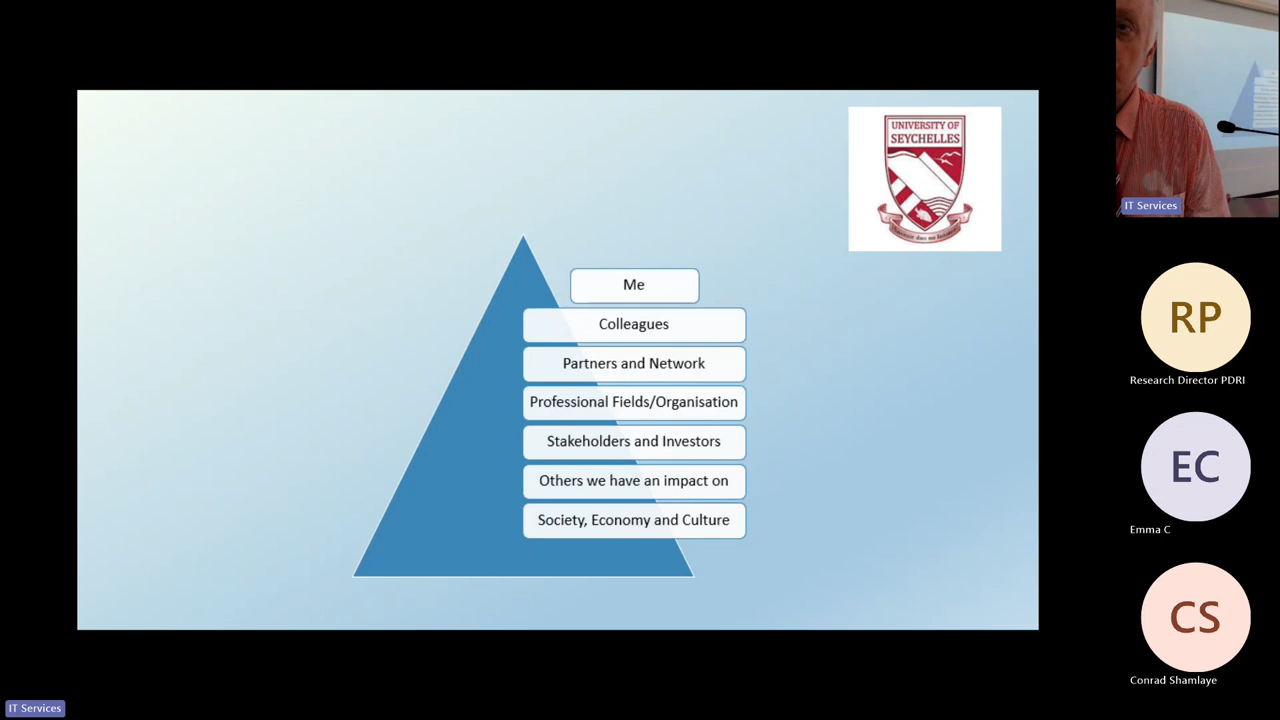 UNIVERSITY OF
SEYCHELLES
Me
Colleagues
Partners and Network
Professional Fields/Organisation
Stakeholders and Investors
Others we have an impact on
Society, Economy and Culture
IT Services
RP
Research Director PDRI
EC
Emma C
CS
Conrad Shamlaye
IT Services